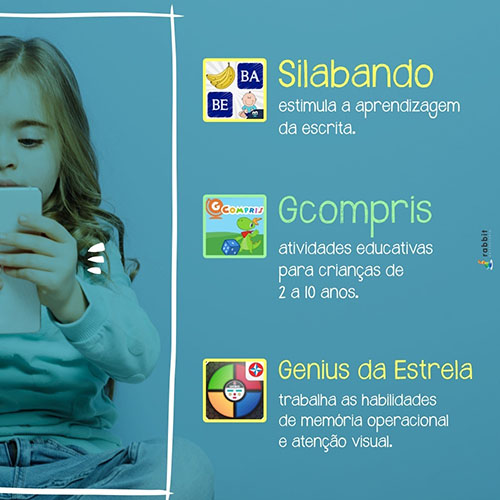 BA
BE
Silabando
estimula a aprendizagem
da escrita.
G COMPRIS
Gcompris
atividades educativas
para crianças de
2 a 10 anos.
rabbit
Genius da Estrela
trabalha as habilidades
de memória operacional
e atenção visual.